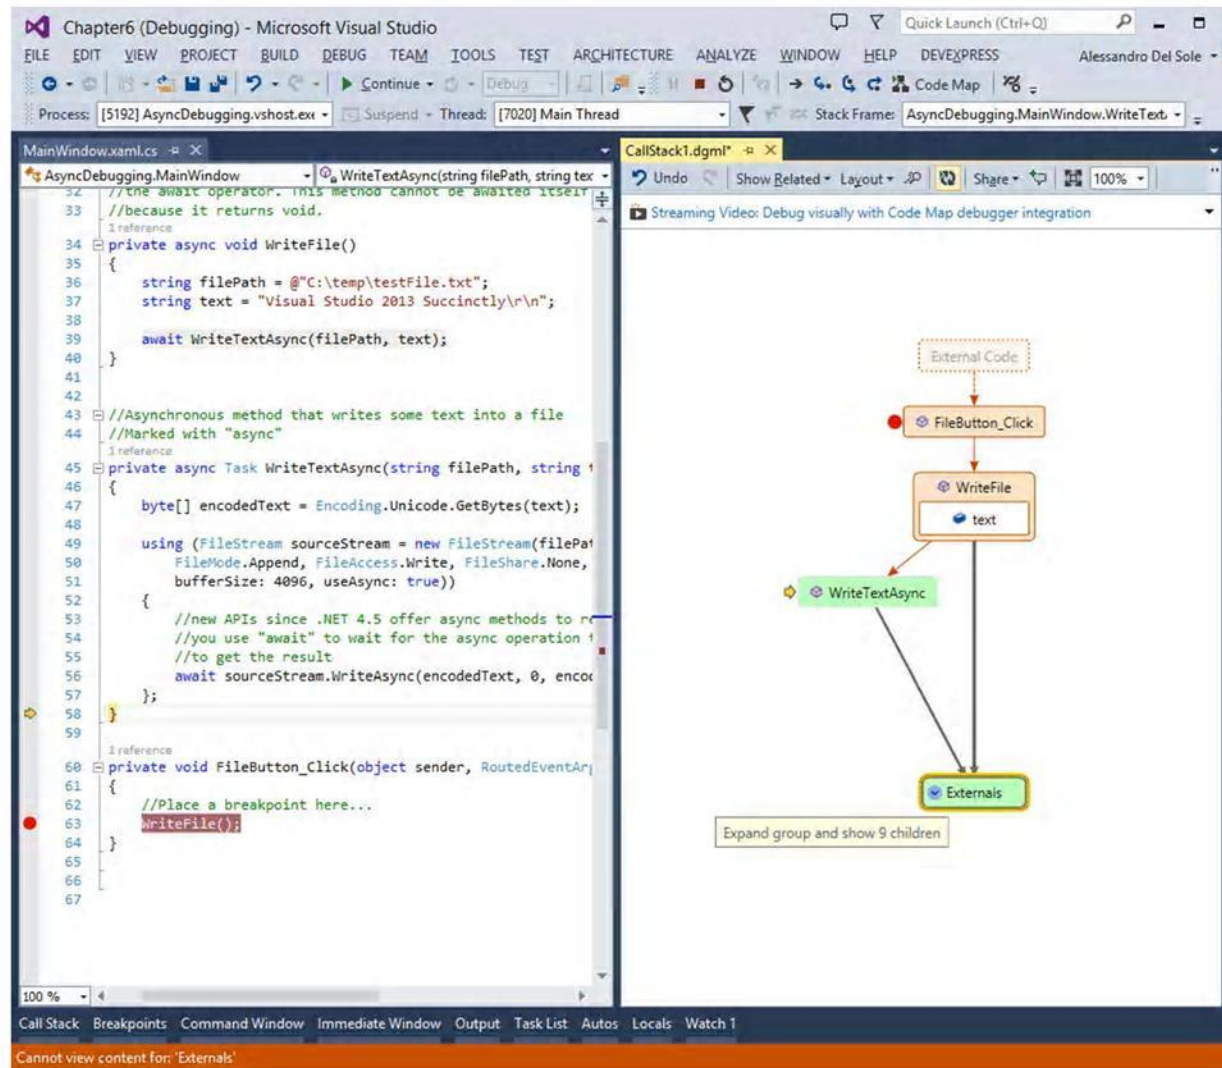 Chapter6 (Debugging) - Microsoft Visual Studio
Quick Launch (Ctrl+Q)
FILE EDIT VIEW PROJECT BUILD DEBUG TEAM TOOLS TEST ARCHITECTURE ANALYZE WINDOW HELP DEVEXPRESS Alessandro Del Sole
Continue Debug Code Map
Process: [5192] AsyncDebugging.vshost.exe Suspend Thread: [7020] Main Thread Stack Frame: AsyncDebugging.MainWindow.WriteText
MainWindow.xaml.cs
AsyncDebugging.MainWindow WriteTextAsync(string filePath, string tex
32 //the await operator. This method cannot be awaited itself
33 //because it returns void.
1 reference
34 private async void WriteFile()
35 {
36 string filePath = @"C:\temp\testFile.txt";
37 string text = "Visual Studio 2013 Succinctly\r\n";
38
39 await WriteTextAsync(filePath, text);
40 }
41
42
43 //Asynchronous method that writes some text into a file
44 //Marked with "async"
1 reference
45 private async Task WriteTextAsync(string filePath, string t
46 {
47 byte[] encodedText = Encoding.Unicode.GetBytes(text);
48
49 using (FileStream sourceStream = new FileStream(filePat
50 FileMode.Append, FileAccess.Write, FileShare.None,
51 bufferSize: 4096, useAsync: true))
52 {
53 //new APIs since .NET 4.5 offer async methods to re
54 //you use "await" to wait for the async operation t
55 //to get the result
56 await sourceStream.WriteAsync(encodedText, 0, encod
57 };
58 }
59
1 reference
60 private void FileButton_Click(object sender, RoutedEventArg
61 {
62 //Place a breakpoint here...
63 WriteFile();
64 }
65
66
67
100 %
CallStack1.dgml*
Undo Show Related Layout Share 100%
Streaming Video: Debug visually with Code Map debugger integration
External Code
FileButton_Click
WriteFile
text
WriteTextAsync
Externals
Expand group and show 9 children
Call Stack Breakpoints Command Window Immediate Window Output Task List Autos Locals Watch 1
Cannot view content for: 'Externals'